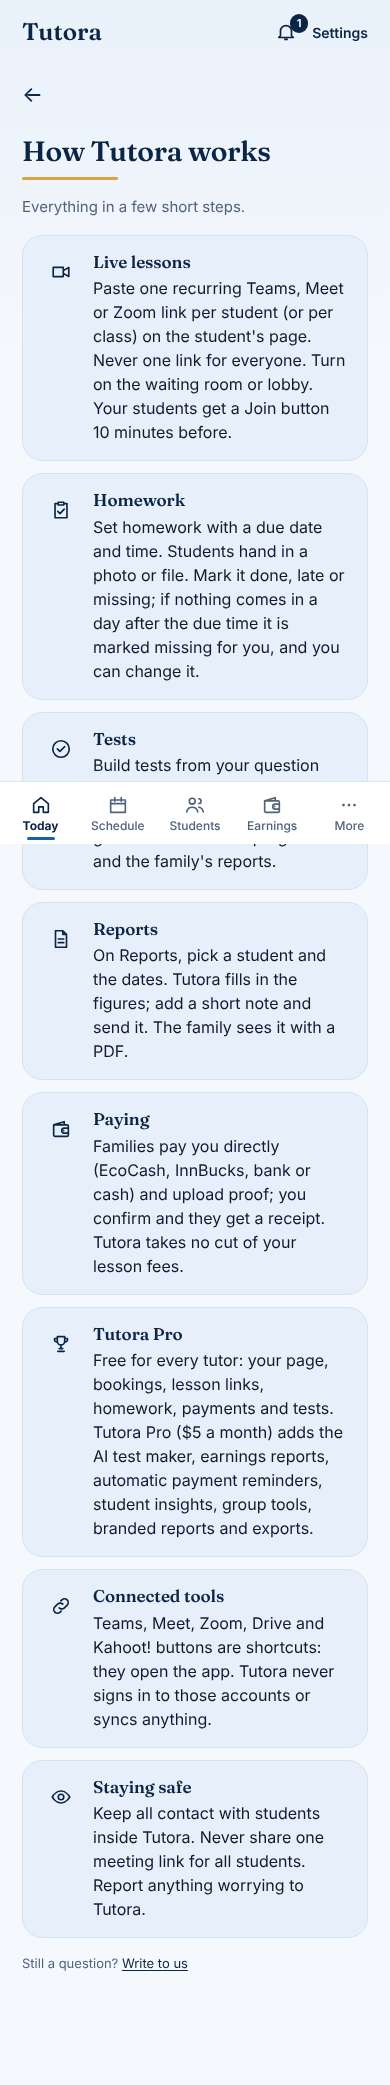 Tutora
1
Settings
How Tutora works
Everything in a few short steps.
Live lessons
Paste one recurring Teams, Meet
or Zoom link per student (or per
class) on the student's page.
Never one link for everyone. Turn
on the waiting room or lobby.
Your students get a Join button
10 minutes before.
Homework
Set homework with a due date
and time. Students hand in a
photo or file. Mark it done, late or
missing; if nothing comes in a
day after the due time it is
marked missing for you, and you
can change it.
Tests
Build tests from your question
Today
Schedule
Students
Earnings
More
and the family's reports.
Reports
On Reports, pick a student and
the dates. Tutora fills in the
figures; add a short note and
send it. The family sees it with a
PDF.
Paying
Families pay you directly
(EcoCash, InnBucks, bank or
cash) and upload proof; you
confirm and they get a receipt.
Tutora takes no cut of your
lesson fees.
Tutora Pro
Free for every tutor: your page,
bookings, lesson links,
homework, payments and tests.
Tutora Pro ($5 a month) adds the
AI test maker, earnings reports,
automatic payment reminders,
student insights, group tools,
branded reports and exports.
Connected tools
Teams, Meet, Zoom, Drive and
Kahoot! buttons are shortcuts:
they open the app. Tutora never
signs in to those accounts or
syncs anything.
Staying safe
Keep all contact with students
inside Tutora. Never share one
meeting link for all students.
Report anything worrying to
Tutora.
Still a question? Write to us